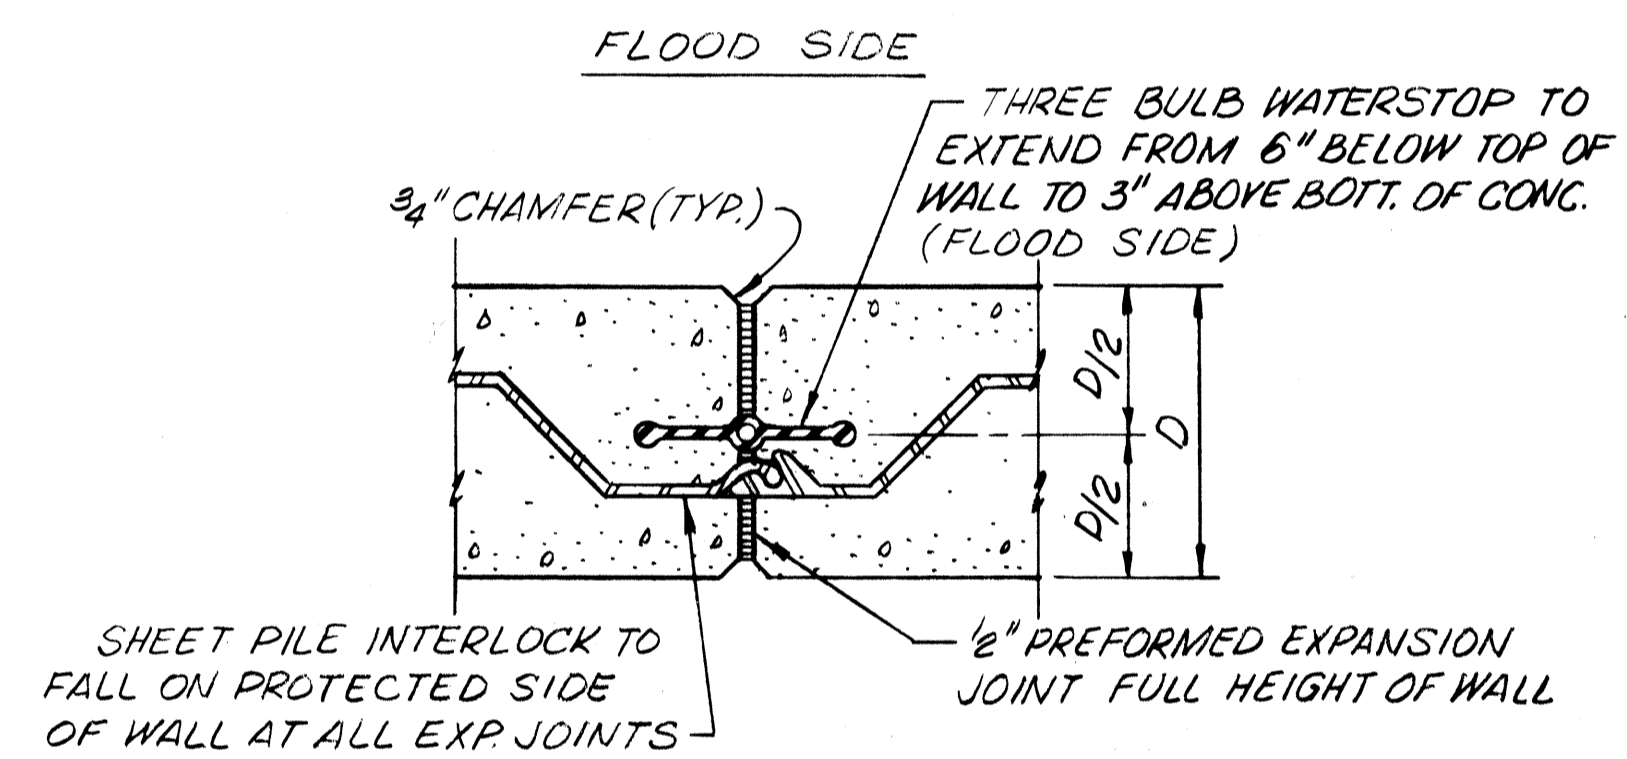 FLOOD SIDE
THREE BULB WATERSTOP TO
EXTEND FROM 6" BELOW TOP OF
WALL TO 3" ABOVE BOTT. OF CONC.
(FLOOD SIDE)
3/4" CHAMFER (TYP.)
D/2
D
D/2
SHEET PILE INTERLOCK TO
FALL ON PROTECTED SIDE
OF WALL AT ALL EXP. JOINTS
1/2" PREFORMED EXPANSION
JOINT FULL HEIGHT OF WALL